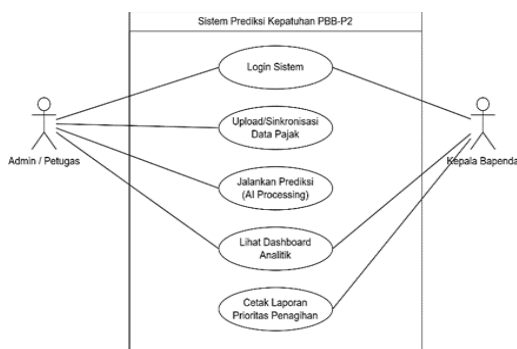 Sistem Prediksi Kepatuhan PBB-P2
Login Sistem
Upload/Sinkronisasi
Data Pajak
Admin / Petugas
Kepala Bapenda
Jalankan Prediksi
(AI Processing)
Lihat Dashboard
Analitik
Cetak Laporan
Prioritas Penagihan